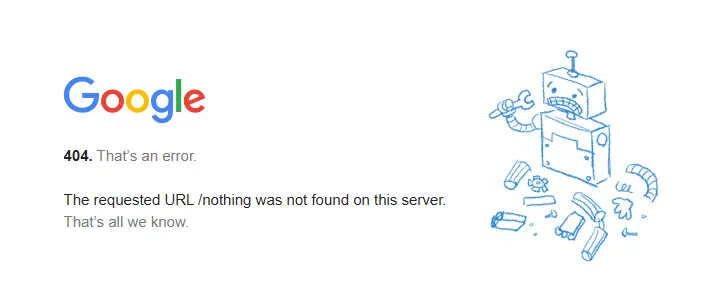 Google
404. That's an error.
The requested URL /nothing was not found on this server.
That's all we know.